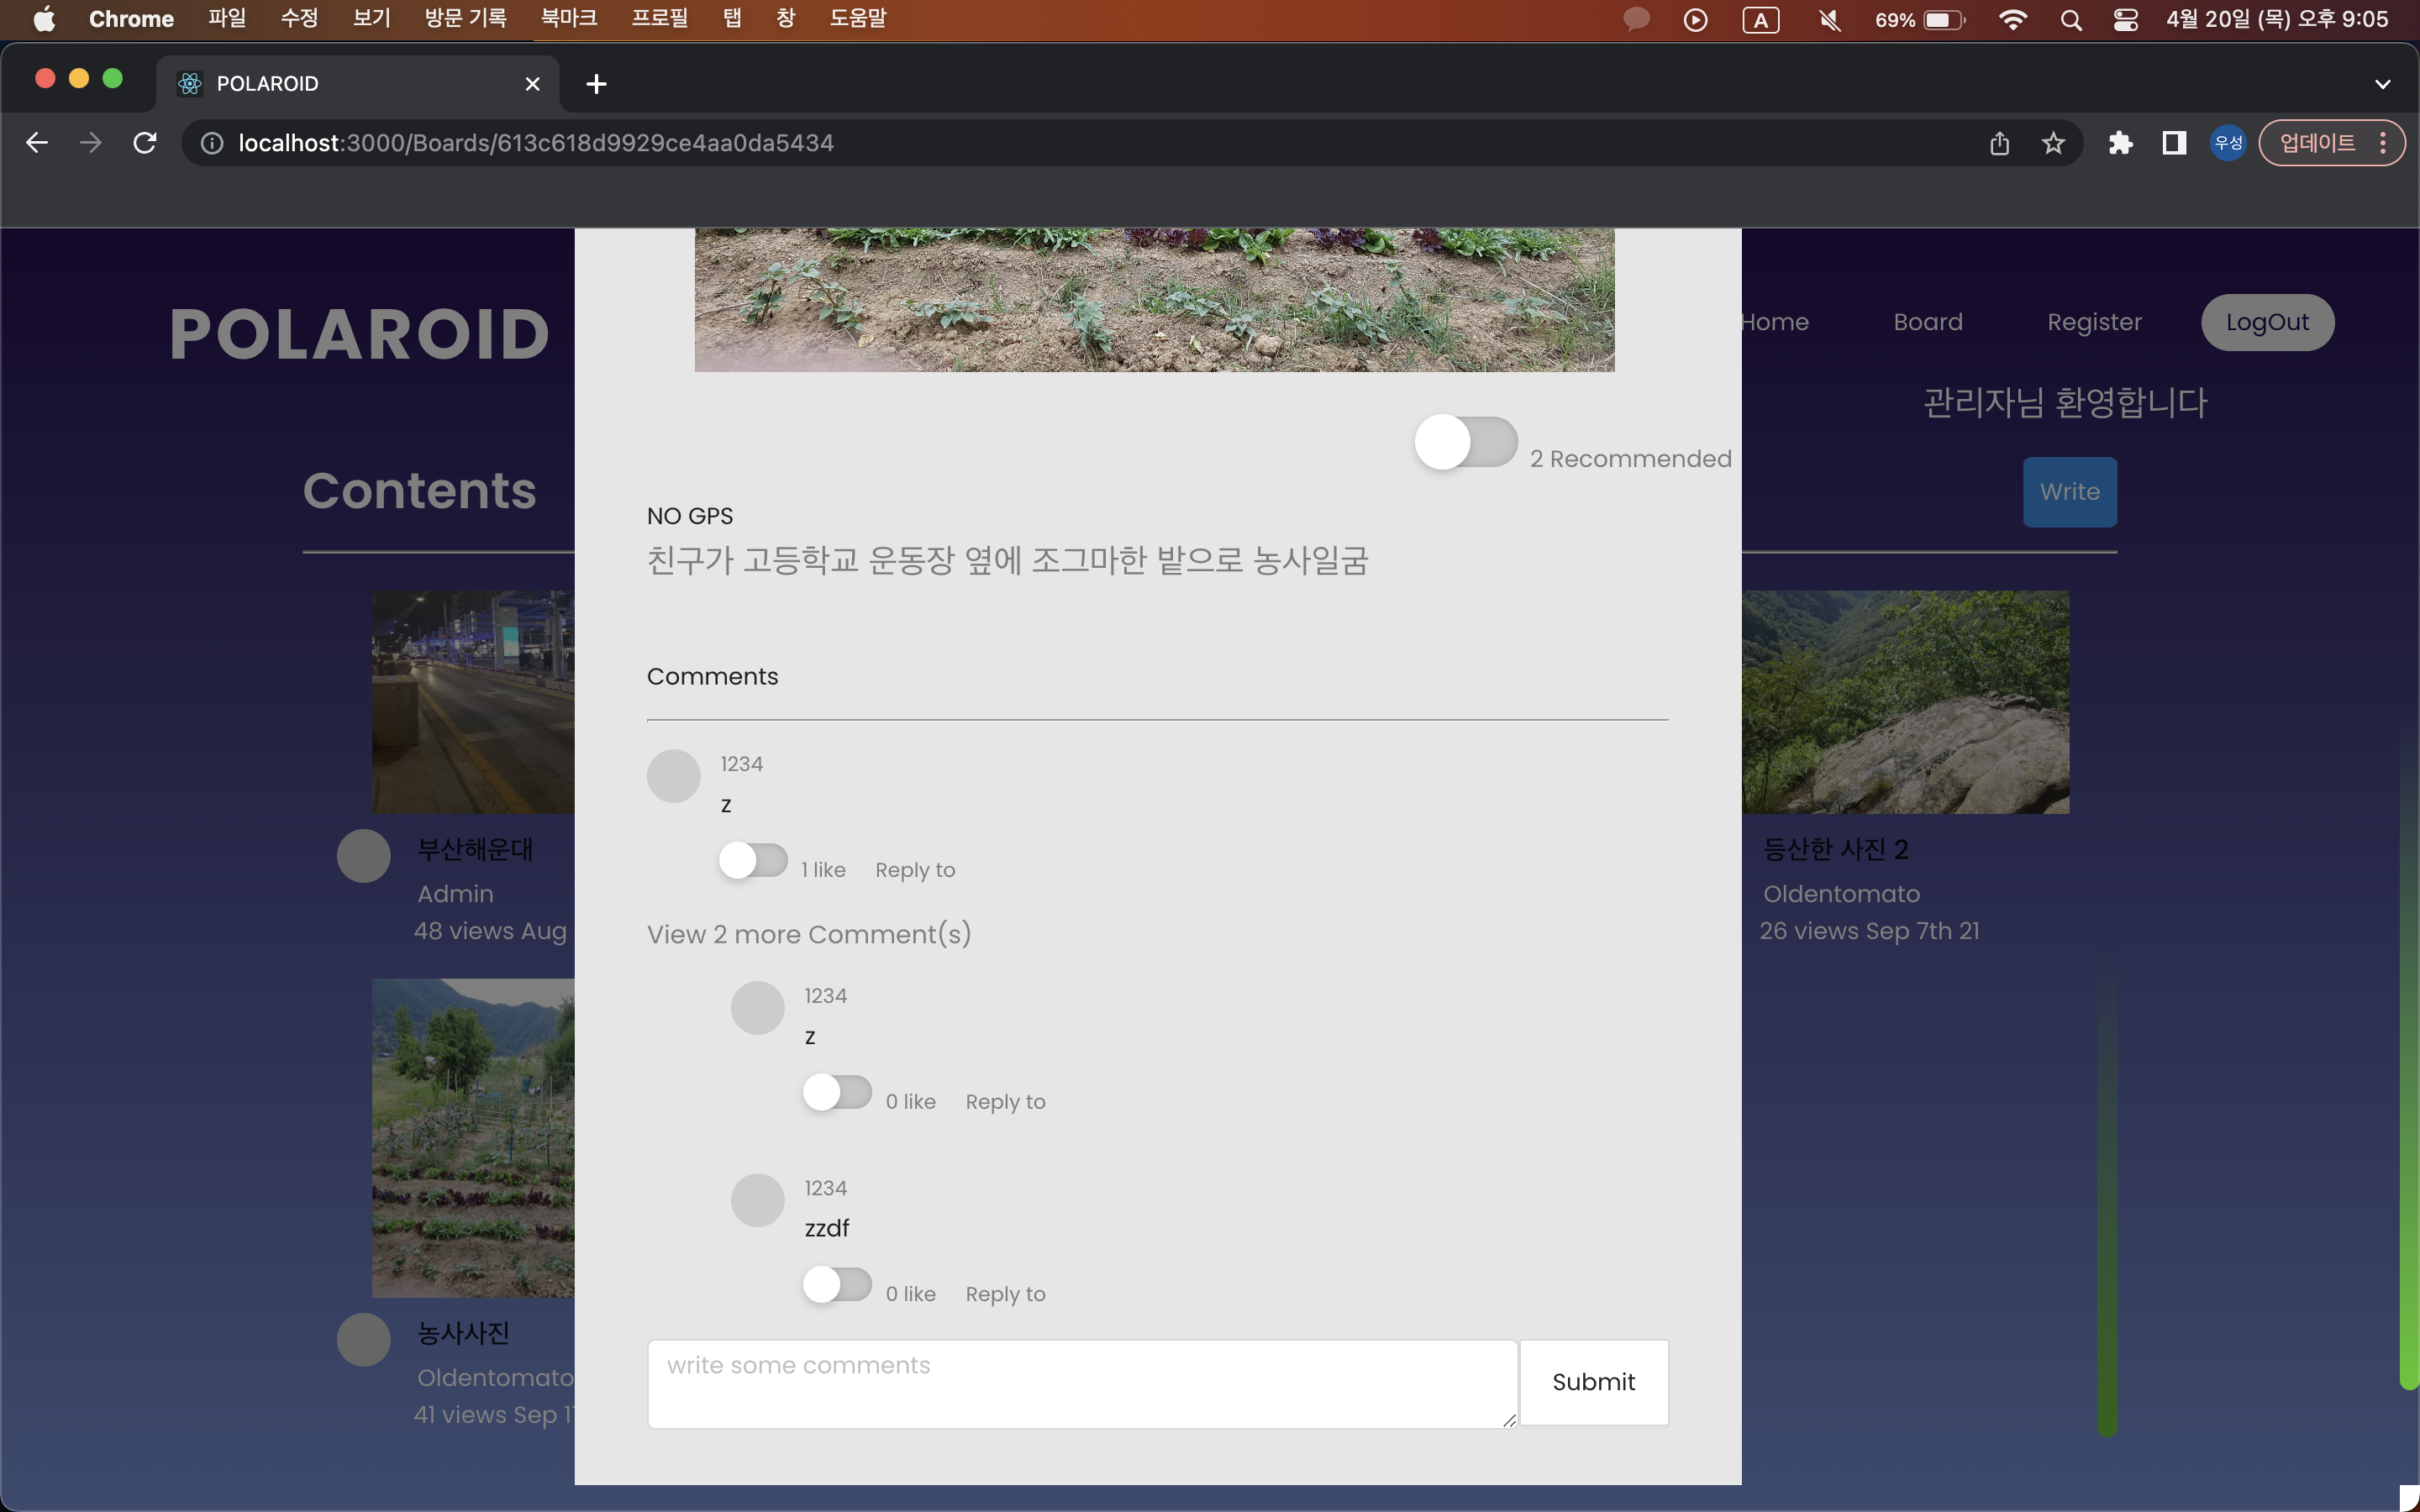 Chrome 파일 수정 보기 방문 기록 북마크 프로필 탭 창 도움말 A 69% 4월 20일 (목) 오후 9:05
POLAROID
localhost:3000/Boards/613c618d9929ce4aa0da5434 우성 업데이트
POLAROID
Home Board Register LogOut
관리자님 환영합니다
Contents
Write
부산해운대
Admin
48 views Aug
농사사진
Oldentomato
41 views Sep
2 Recommended
NO GPS
친구가 고등학교 운동장 옆에 조그마한 밭으로 농사일굼
Comments
1234
z
1 like Reply to
View 2 more Comment(s)
1234
z
0 like Reply to
1234
zzdf
0 like Reply to
write some comments
Submit
등산한 사진 2
Oldentomato
26 views Sep 7th 21